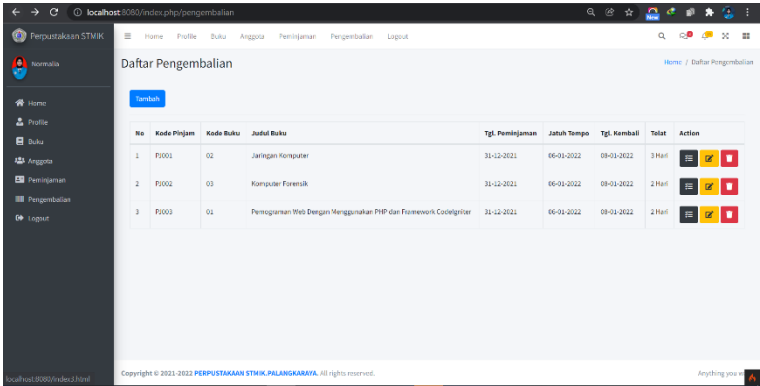 localhost:8080/index.php/pengembalian
New
Perpustakaan STMIK
Home Profile Buku Anggota Peminjaman Pengembalian Logout
Normalia
Daftar Pengembalian
Home / Daftar Pengembalian
Tambah
Home
Profile
Buku
Anggota
Peminjaman
Pengembalian
Logout
No Kode Pinjam Kode Buku Judul Buku Tgl. Peminjaman Jatuh Tempo Tgl. Kembali Telat Action
1 PJ001 02 Jaringan Komputer 31-12-2021 06-01-2022 09-01-2022 3 Hari
2 PJ002 03 Komputer Forensik 31-12-2021 06-01-2022 08-01-2022 2 Hari
3 PJ003 01 Pemograman Web Dengan Menggunakan PHP dan Framework CodeIgniter 31-12-2021 06-01-2022 08-01-2022 2 Hari
Copyright © 2021-2022 PERPUSTAKAAN STMIK.PALANGKARAYA. All rights reserved.
Anything you w
localhost:8080/index3.html